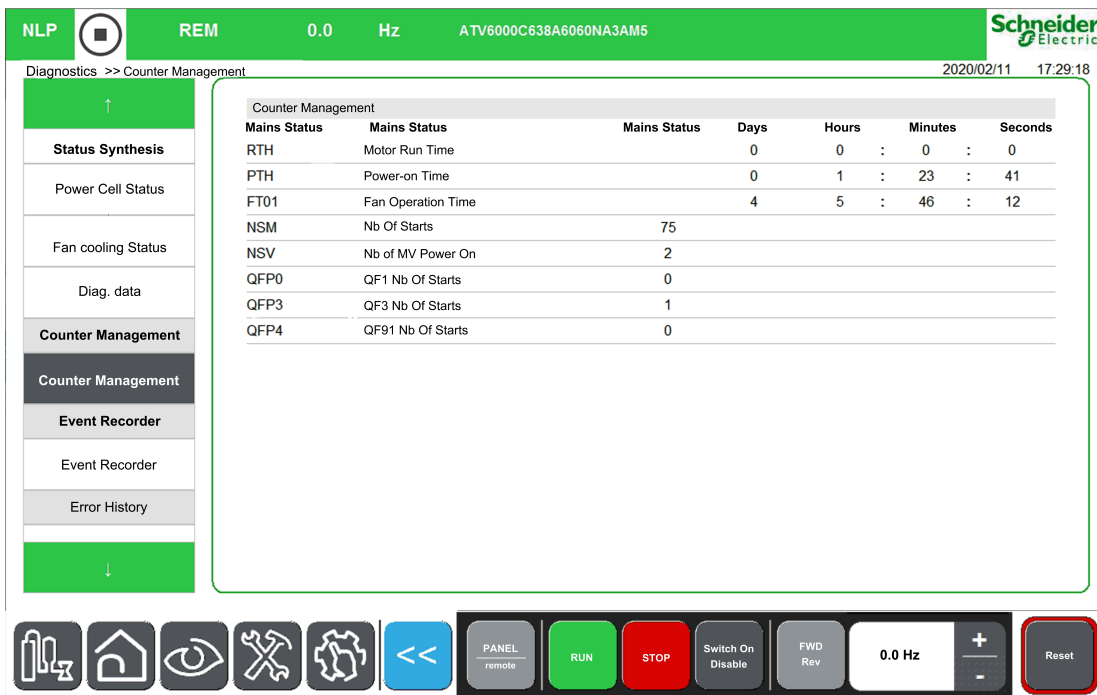 NLP REM 0.0 Hz ATV6000C638A6060NA3AM5 Schneider Electric
Diagnostics >> Counter Management 2020/02/11 17:29:18
↑
Status Synthesis
Power Cell Status
Fan cooling Status
Diag. data
Counter Management
Counter Management
Event Recorder
Event Recorder
Error History
↓
Counter Management
Mains Status Mains Status Mains Status Days Hours Minutes Seconds
RTH Motor Run Time 0 0 : 0 : 0
PTH Power-on Time 0 1 : 23 : 41
FT01 Fan Operation Time 4 5 : 46 : 12
NSM Nb Of Starts 75
NSV Nb of MV Power On 2
QFP0 QF1 Nb Of Starts 0
QFP3 QF3 Nb Of Starts 1
QFP4 QF91 Nb Of Starts 0
<<
PANEL
remote
RUN
STOP
Switch On
Disable
FWD
Rev
0.0 Hz
+
-
Reset